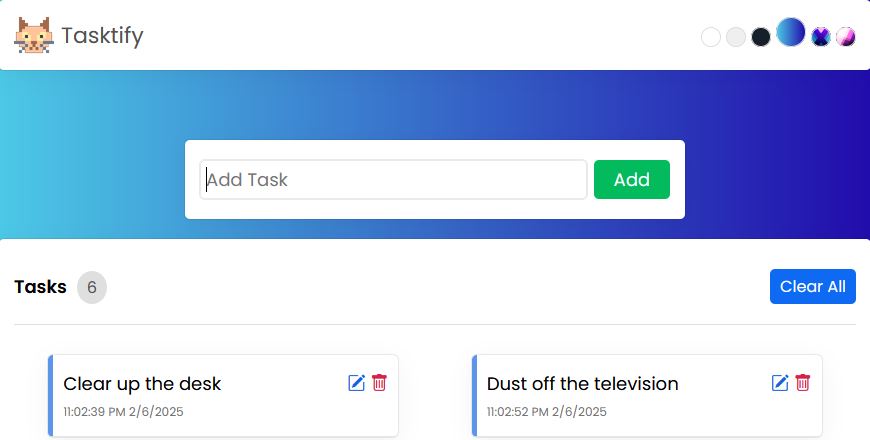 Tasktify
Add Task
Add
Tasks 6
Clear All
Clear up the desk
11:02:39 PM 2/6/2025
Dust off the television
11:02:52 PM 2/6/2025